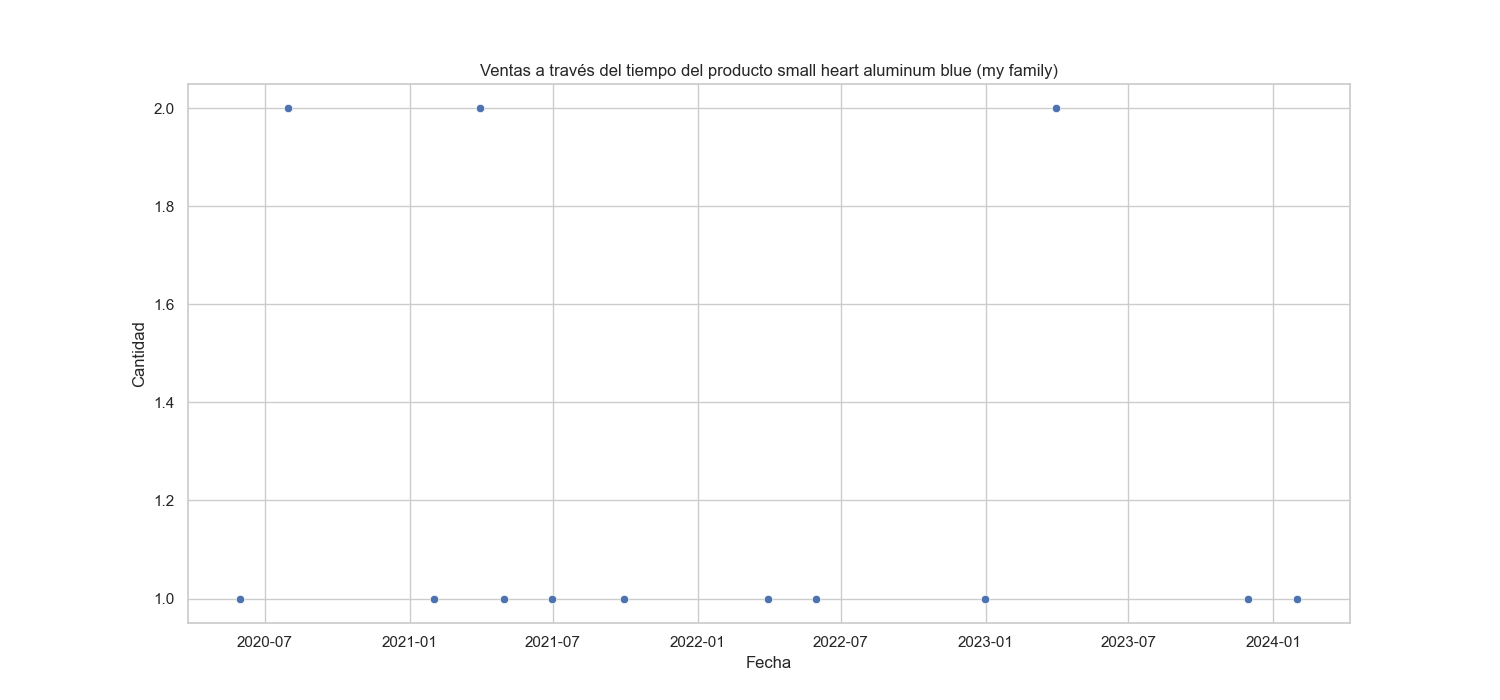 Ventas a través del tiempo del producto small heart aluminum blue (my family)
2.0
1.8
1.6
1.4
1.2
1.0
Cantidad
2020-07 2021-01 2021-07 2022-01 2022-07 2023-01 2023-07 2024-01
Fecha